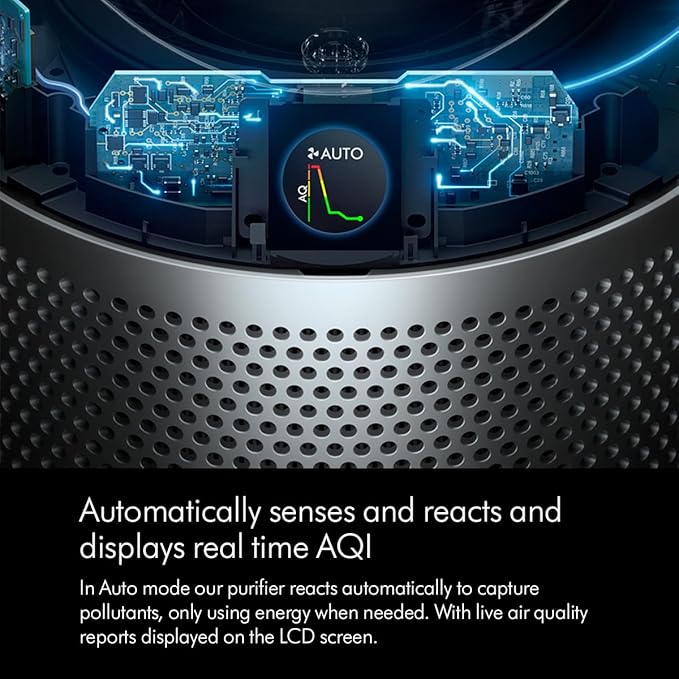 AUTO
AQ
Automatically senses and reacts and
displays real time AQI
In Auto mode our purifier reacts automatically to capture
pollutants, only using energy when needed. With live air quality
reports displayed on the LCD screen.